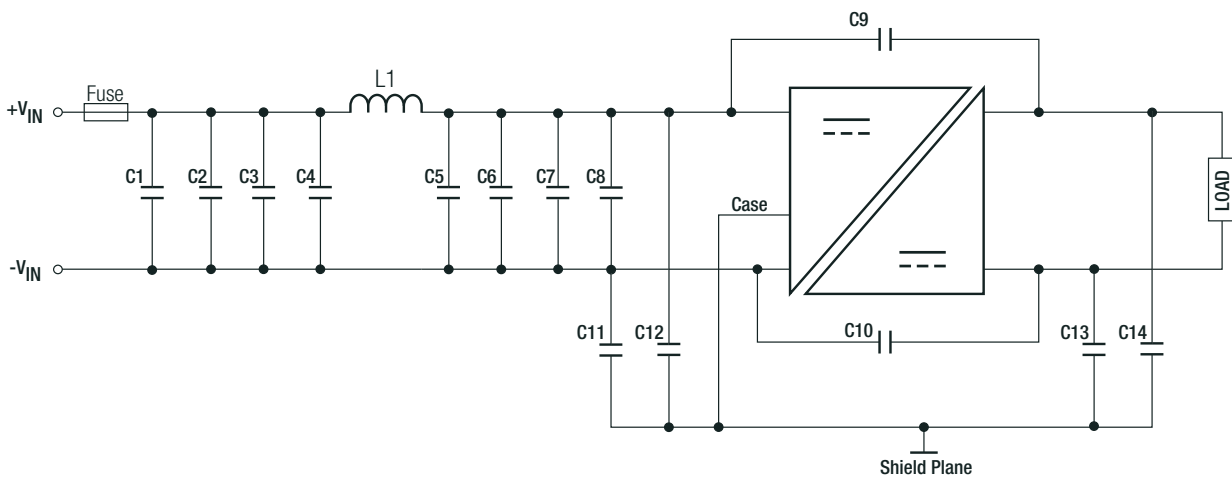 C9
Fuse
L1
+VIN
C1
C2
C3
C4
C5
C6
C7
C8
Case
LOAD
-VIN
C11
C12
C10
C13
C14
Shield Plane